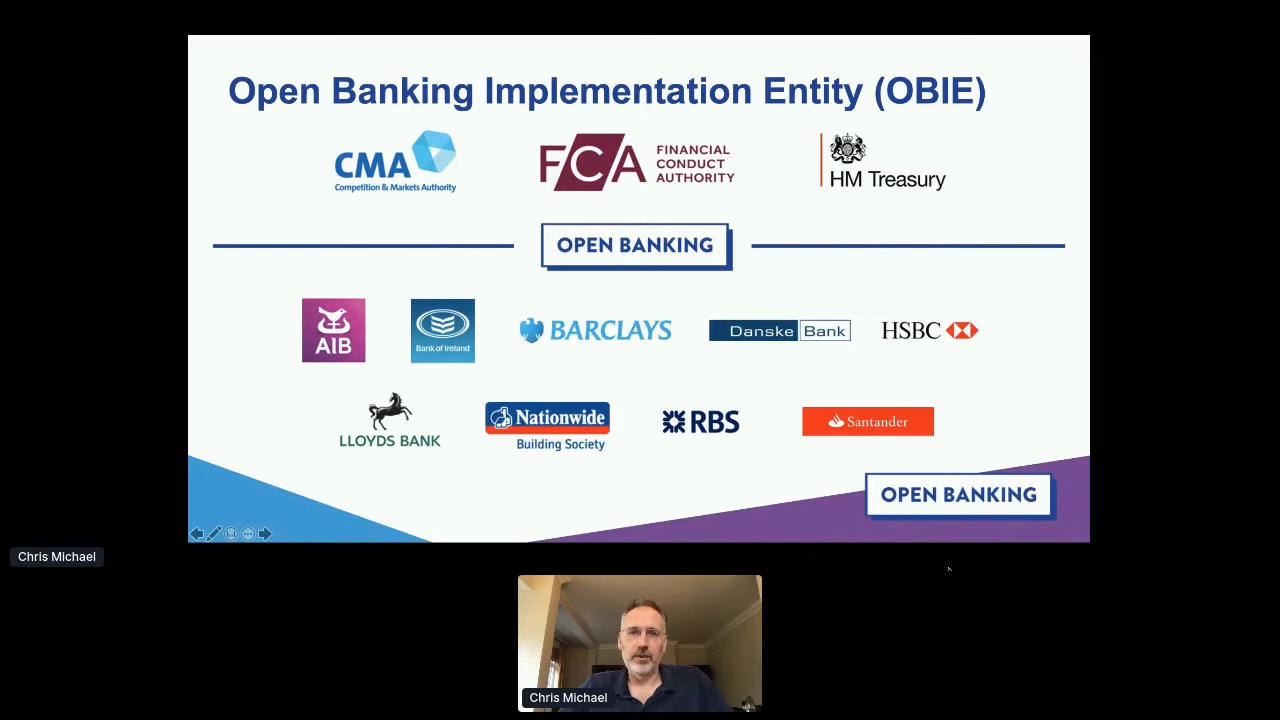 Open Banking Implementation Entity (OBIE)
CMA
Competition & Markets Authority
FCA
FINANCIAL
CONDUCT
AUTHORITY
HM Treasury
OPEN BANKING
AIB
Bank of Ireland
BARCLAYS
Danske Bank
HSBC
LLOYDS BANK
Nationwide
Building Society
RBS
Santander
OPEN BANKING
Chris Michael
Chris Michael